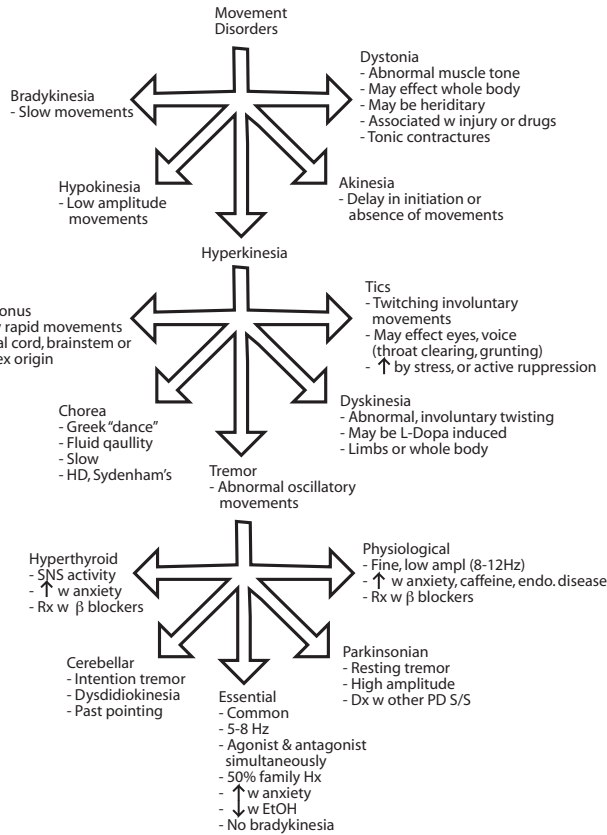 Movement
Disorders
Bradykinesia
- Slow movements
Dystonia
- Abnormal muscle tone
- May effect whole body
- May be heriditary
- Associated w injury or drugs
- Tonic contractures
Hypokinesia
- Low amplitude
movements
Akinesia
- Delay in initiation or
absence of movements
Hyperkinesia
onus
rapid movements
al cord, brainstem or
ex origin
Tics
- Twitching involuntary
movements
- May effect eyes, voice
(throat clearing, grunting)
- ↑ by stress, or active ruppression
Chorea
- Greek "dance"
- Fluid qaullity
- Slow
- HD, Sydenham's
Dyskinesia
- Abnormal, involuntary twisting
- May be L-Dopa induced
- Limbs or whole body
Tremor
- Abnormal oscillatory
movements
Hyperthyroid
- SNS activity
- ↑ w anxiety
- Rx w β blockers
Physiological
- Fine, low ampl (8-12Hz)
- ↑ w anxiety, caffeine, endo. disease
- Rx w β blockers
Cerebellar
- Intention tremor
- Dysdidiokinesia
- Past pointing
Parkinsonian
- Resting tremor
- High amplitude
- Dx w other PD S/S
Essential
- Common
- 5-8 Hz
- Agonist & antagonist
simultaneously
- 50% family Hx
- ↑ w anxiety
- ↓ w EtOH
- No bradykinesia